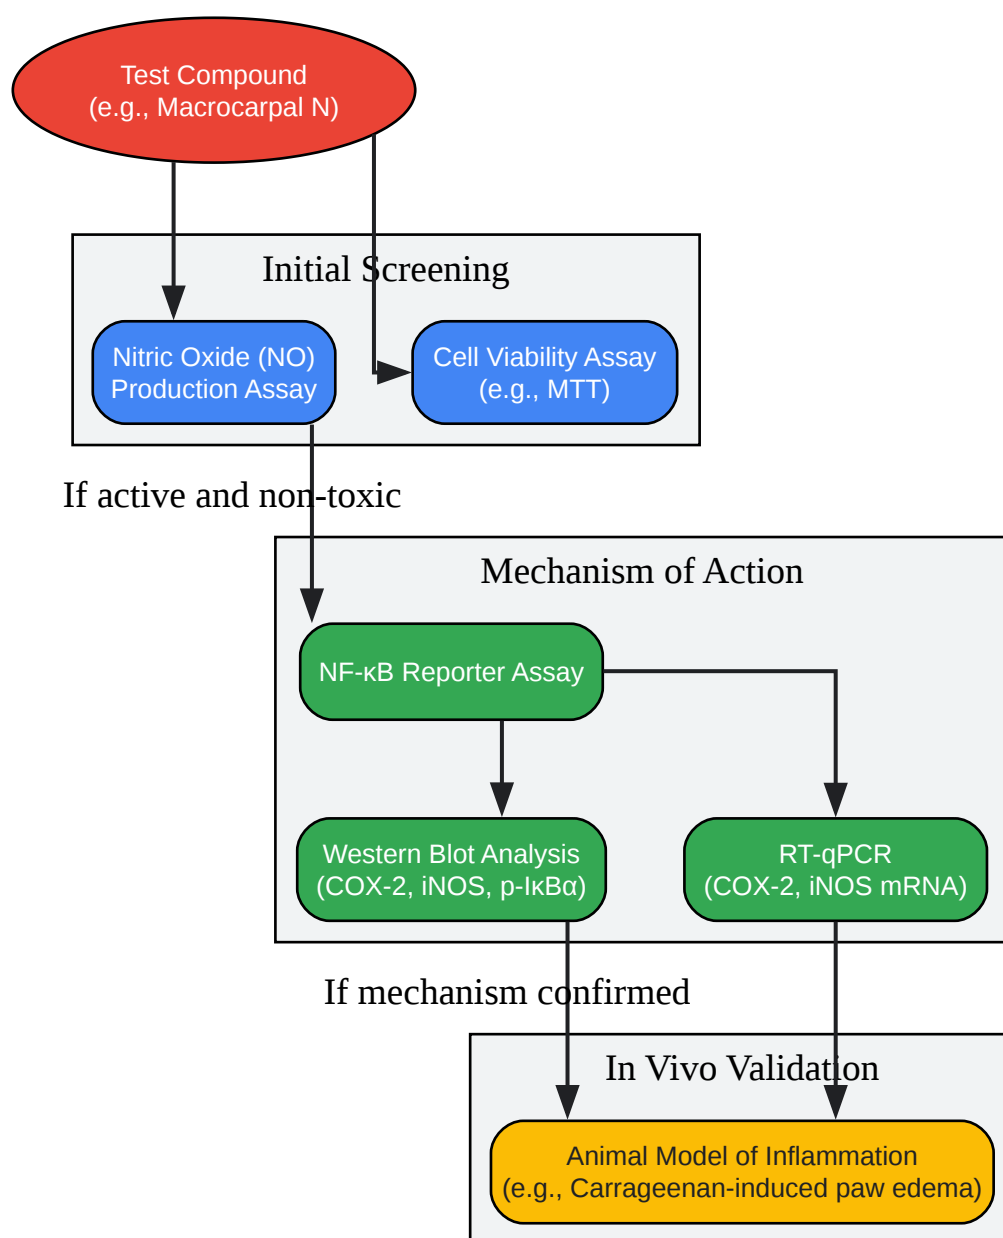 Test Compound
(e.g., Macrocarpal N)
Initial Screening
Nitric Oxide (NO)
Production Assay
Cell Viability Assay
(e.g., MTT)
If active and non-toxic
Mechanism of Action
NF-κB Reporter Assay
Western Blot Analysis
(COX-2, iNOS, p-IκBα)
RT-qPCR
(COX-2, iNOS mRNA)
If mechanism confirmed
In Vivo Validation
Animal Model of Inflammation
(e.g., Carrageenan-induced paw edema)